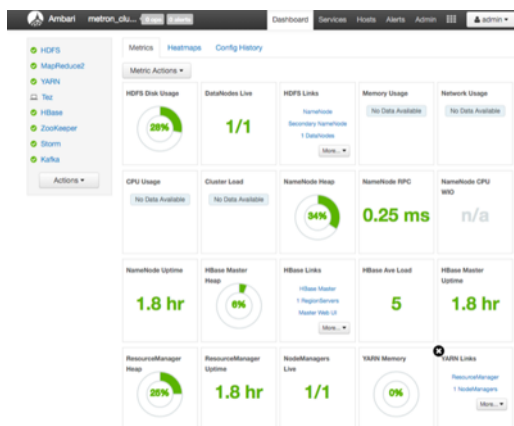 Ambari metron_clu... 0 ops 0 alerts Dashboard Services Hosts Alerts Admin admin
HDFS
MapReduce2
YARN
Tez
HBase
ZooKeeper
Storm
Kafka
Actions
Metrics Heatmaps Config History
Metric Actions
HDFS Disk Usage
28%
DataNodes Live
1/1
HDFS Links
NameNode
Secondary NameNode
1 DataNodes
More...
Memory Usage
No Data Available
Network Usage
No Data Available
CPU Usage
No Data Available
Cluster Load
No Data Available
NameNode Heap
34%
NameNode RPC
0.25 ms
NameNode CPU
WIO
n/a
NameNode Uptime
1.8 hr
HBase Master
Heap
6%
HBase Links
HBase Master
1 RegionServers
Master Web UI
More...
HBase Ave Load
5
HBase Master
Uptime
1.8 hr
ResourceManager
Heap
26%
ResourceManager
Uptime
1.8 hr
NodeManagers
Live
1/1
YARN Memory
0%
YARN Links
ResourceManager
1 NodeManagers
More...